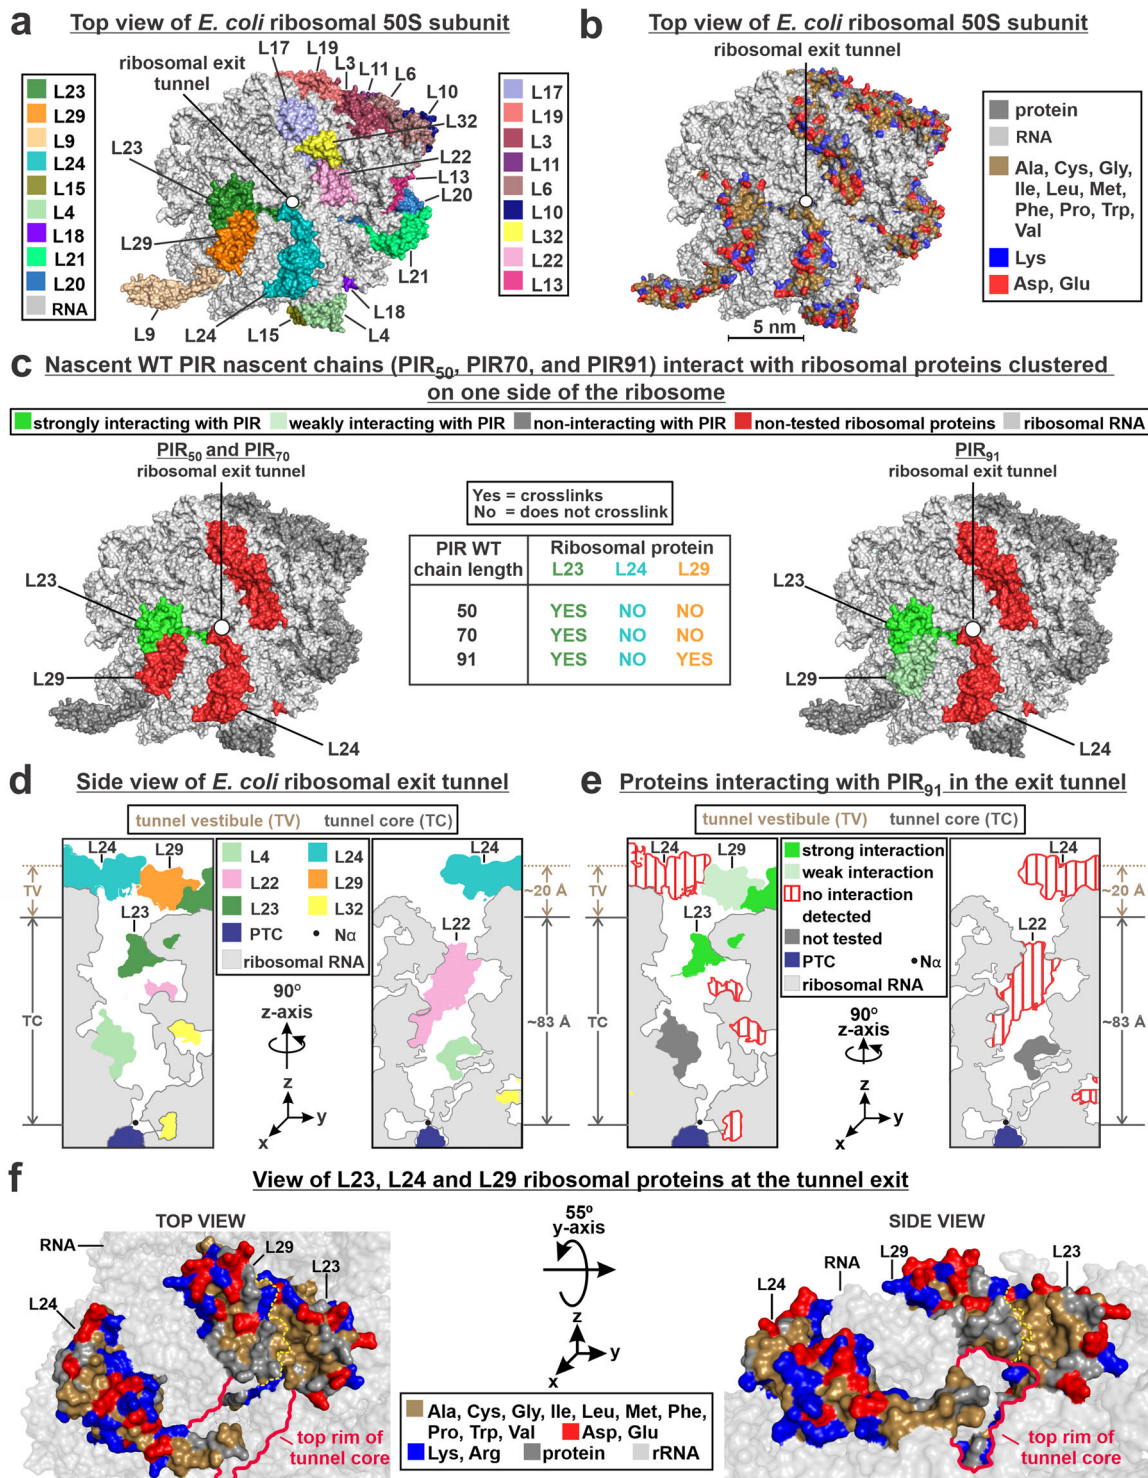 a Top view of E. coli ribosomal 50S subunit
ribosomal exit
tunnel
L17
L19
L3
L11
L6
L10
L32
L22
L13
L20
L21
L18
L4
L15
L24
L9
L29
L23
L23
L29
L9
L24
L15
L4
L18
L21
L20
RNA
L17
L19
L3
L11
L6
L10
L32
L22
L13
b Top view of E. coli ribosomal 50S subunit
ribosomal exit tunnel
5 nm
protein
RNA
Ala, Cys, Gly,
Ile, Leu, Met,
Phe, Pro, Trp,
Val
Lys
Asp, Glu
c Nascent WT PIR nascent chains (PIR50, PIR70, and PIR91) interact with ribosomal proteins clustered
on one side of the ribosome
strongly interacting with PIR weakly interacting with PIR non-interacting with PIR non-tested ribosomal proteins ribosomal RNA
PIR50 and PIR70
ribosomal exit tunnel
L23
L29
L24
Yes = crosslinks
No = does not crosslink
PIR WT
chain length
Ribosomal protein
L23 L24 L29
50 YES NO NO
70 YES NO NO
91 YES NO YES
PIR91
ribosomal exit tunnel
L23
L29
L24
d Side view of E. coli ribosomal exit tunnel
tunnel vestibule (TV) tunnel core (TC)
TV
TC
L24
L29
L23
L4 L24
L22 L29
L23 L32
PTC Nα
ribosomal RNA
90º
z-axis
z
y
x
L24
L22
~20 Å
~83 Å
e Proteins interacting with PIR91 in the exit tunnel
tunnel vestibule (TV) tunnel core (TC)
TV
TC
L24
L29
L23
strong interaction
weak interaction
no interaction
detected
not tested
PTC Nα
ribosomal RNA
90º
z-axis
z
y
x
L24
L22
~20 Å
~83 Å
f View of L23, L24 and L29 ribosomal proteins at the tunnel exit
TOP VIEW
RNA
L29
L23
L24
top rim of
tunnel core
55º
y-axis
z
y
x
Ala, Cys, Gly, Ile, Leu, Met, Phe,
Pro, Trp, Val Asp, Glu
Lys, Arg protein rRNA
SIDE VIEW
L24
RNA
L29
L23
top rim of
tunnel core